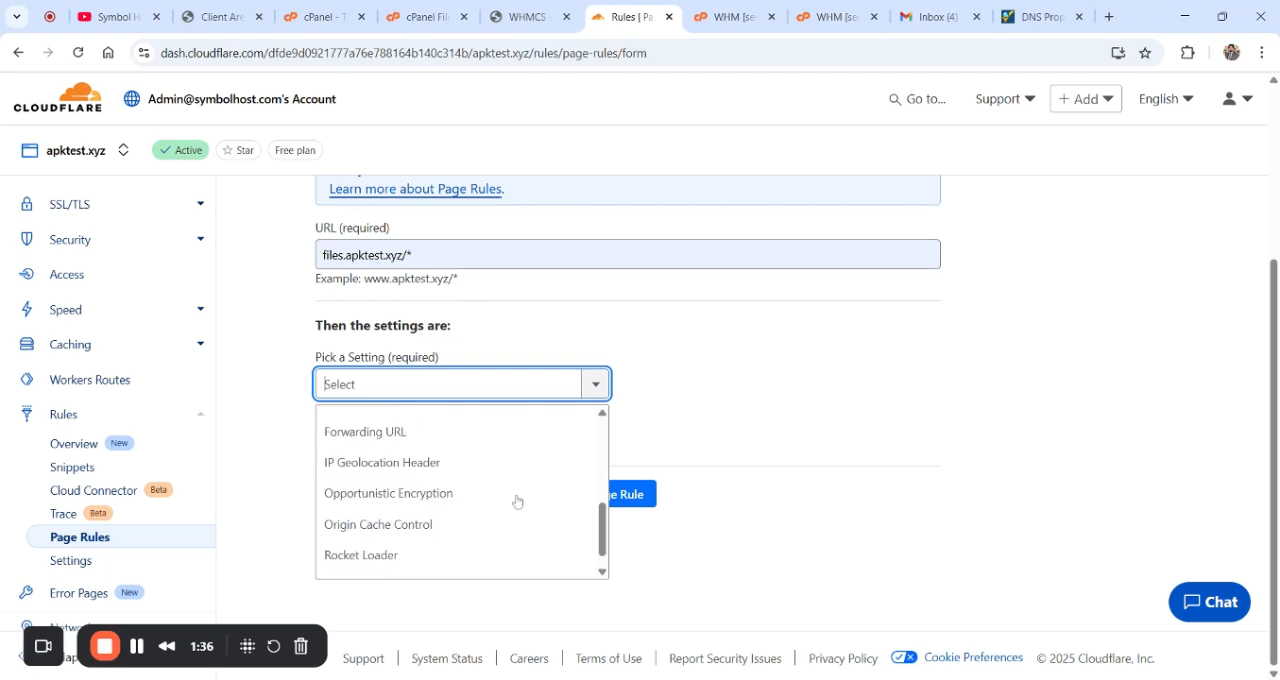 Symbol H
Client Are
cPanel - T
cPanel File
WHMCS -
Rules | Pa
WHM [se
WHM [se
Inbox (4)
DNS Prop
dash.cloudflare.com/dfde9d0921777a76e788164b140c314b/apktest.xyz/rules/page-rules/form
CLOUDFLARE
Admin@symbolhost.com's Account
Go to...
Support
+ Add
English
apktest.xyz
Active
Star
Free plan
SSL/TLS
Security
Access
Speed
Caching
Workers Routes
Rules
Overview New
Snippets
Cloud Connector Beta
Trace Beta
Page Rules
Settings
Error Pages New
Learn more about Page Rules.
URL (required)
files.apktest.xyz/*
Example: www.apktest.xyz/*
Then the settings are:
Pick a Setting (required)
Select
Forwarding URL
IP Geolocation Header
Opportunistic Encryption
Origin Cache Control
Rocket Loader
e Rule
Chat
1:36
Support
System Status
Careers
Terms of Use
Report Security Issues
Privacy Policy
Cookie Preferences
© 2025 Cloudflare, Inc.